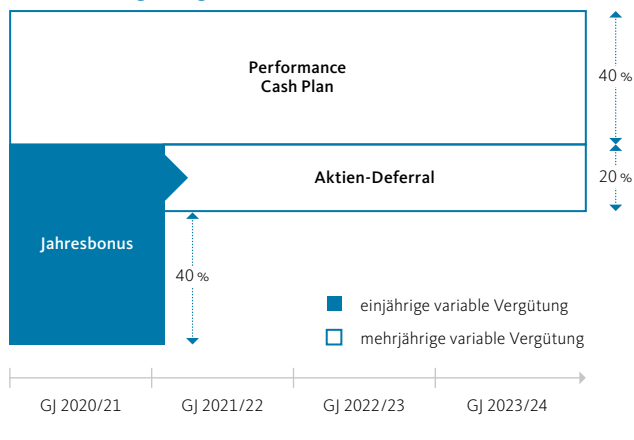 Performance
Cash Plan
40 %
Aktien-Deferral
20 %
Jahresbonus
40 %
einjährige variable Vergütung
mehrjährige variable Vergütung
GJ 2020/21
GJ 2021/22
GJ 2022/23
GJ 2023/24